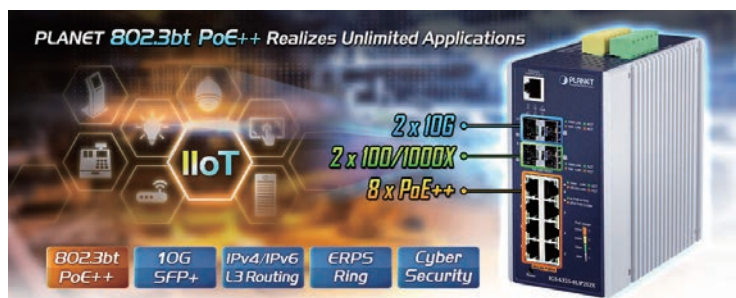 PLANET 802.3bt PoE++ Realizes Unlimited Applications
PLANET
IIoT
2 x 10G
2 x 100/1000X
8 x PoE++
802.3bt
PoE++
10G
SFP+
IPv4/IPv6
L3 Routing
ERPS
Ring
Cyber
Security